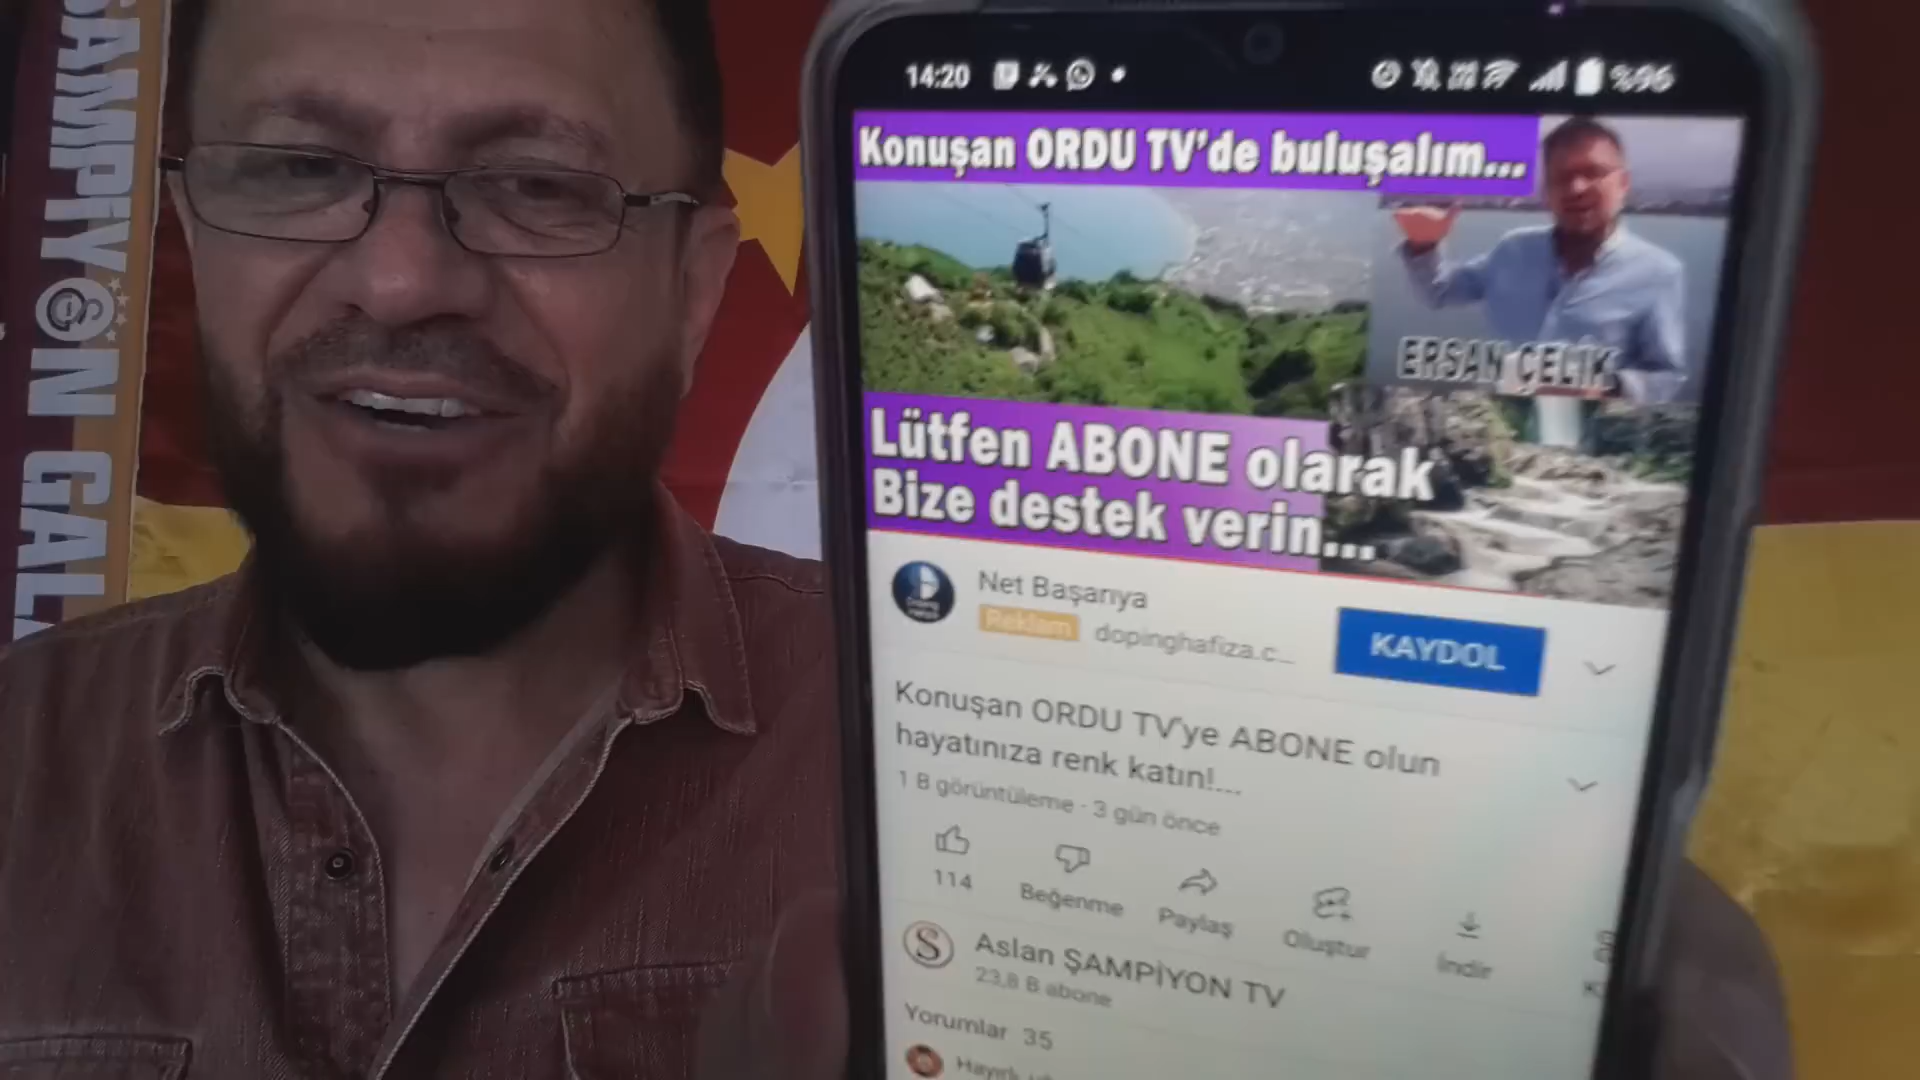 ŞAMPİY N GALA
14:20
%96
Konuşan ORDU TV'de buluşalım...
ERSAN ÇELİK
Lütfen ABONE olarak
Bize destek verin...
Net Başarıya
Reklam dopinghafiza.c...
KAYDOL
Konuşan ORDU TV'ye ABONE olun
hayatınıza renk katın!...
1 B görüntüleme · 3 gün önce
114
Beğenme
Paylaş
Oluştur
İndir
S
Aslan ŞAMPİYON TV
23,8 B abone
Yorumlar 35